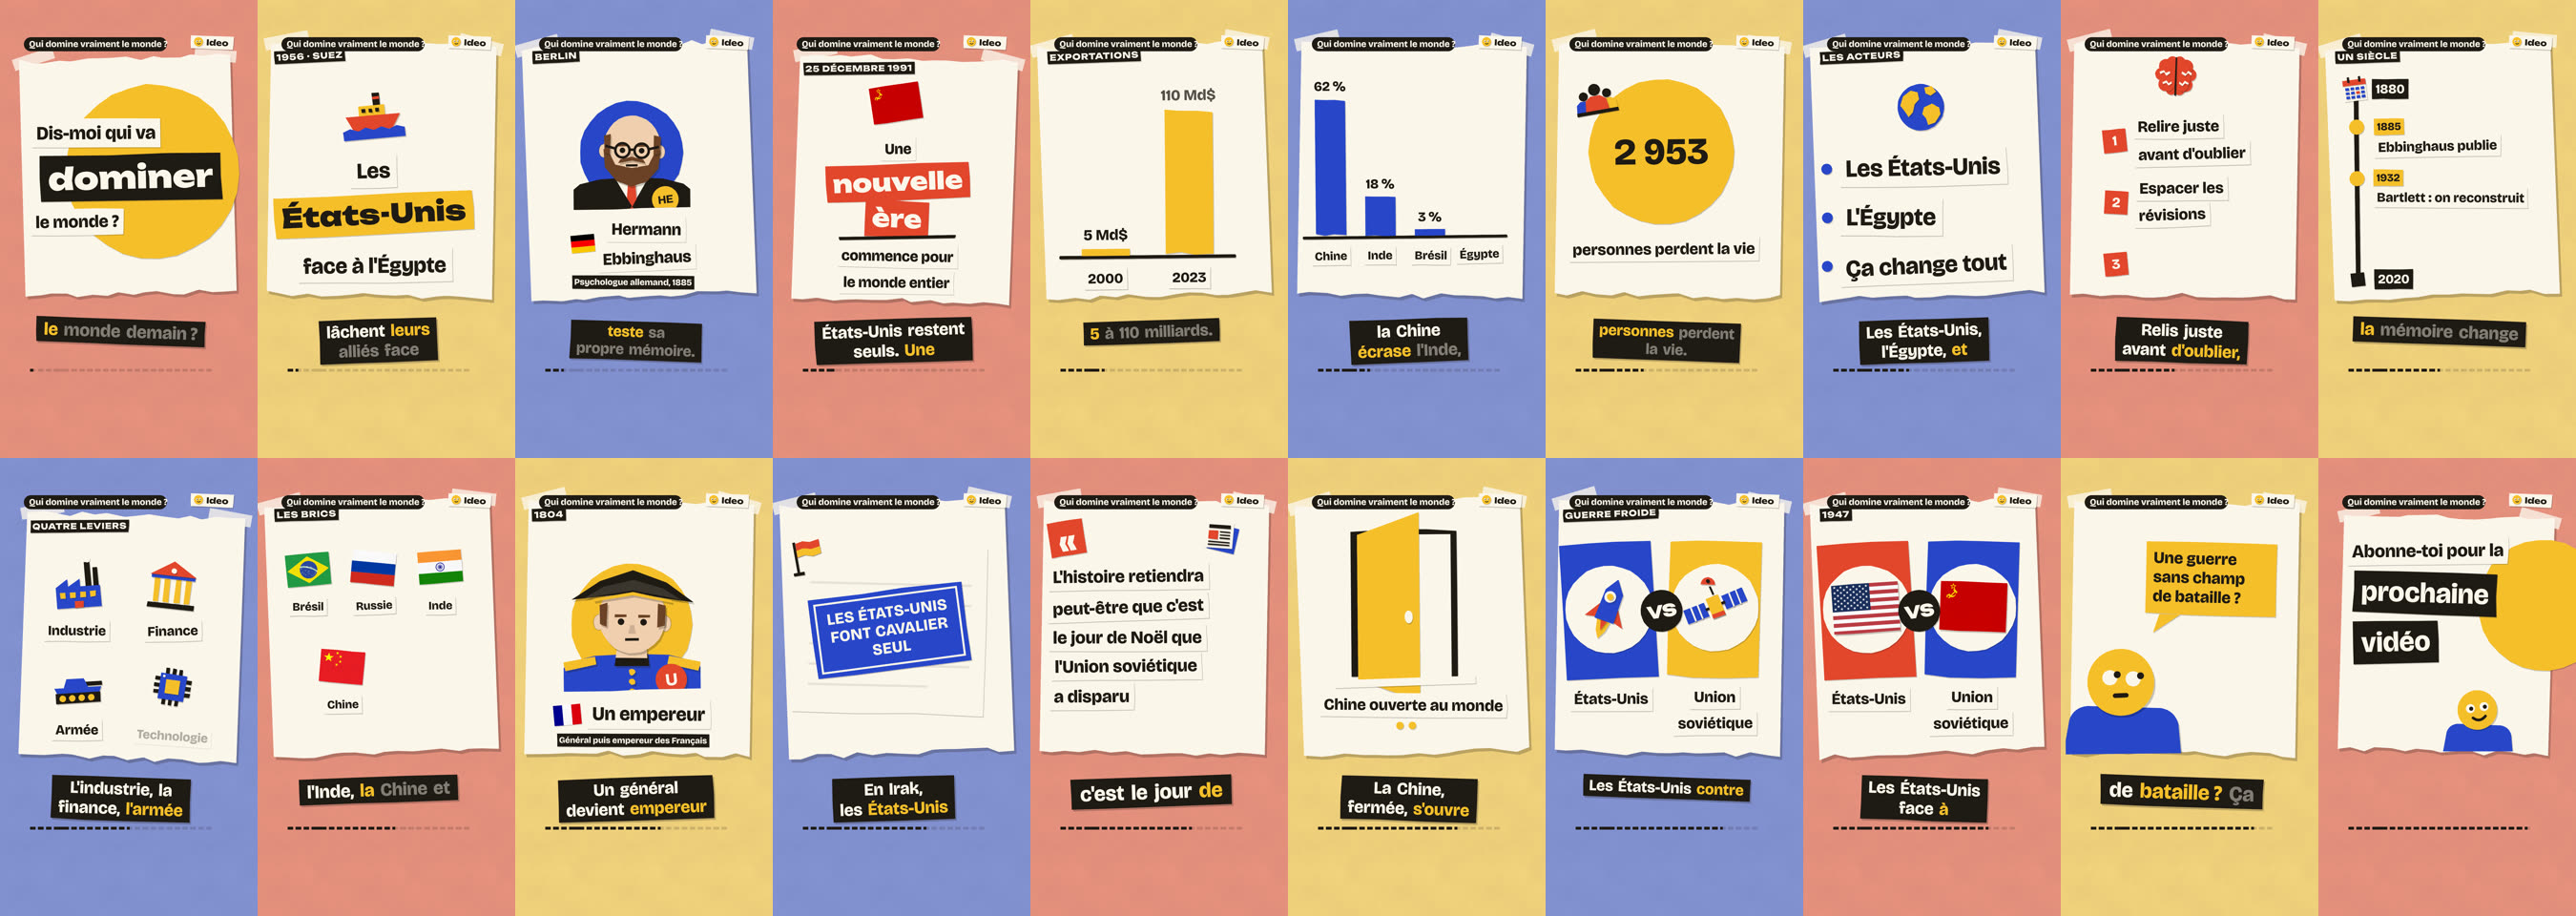 Qui domine vraiment le monde ?
Ideo
Dis-moi qui va
dominer
le monde ?
le monde demain ?
Qui domine vraiment le monde ?
Ideo
1956 · SUEZ
Les
États-Unis
face à l'Égypte
lâchent leurs
alliés face
Qui domine vraiment le monde ?
Ideo
BERLIN
HE
Hermann
Ebbinghaus
Psychologue allemand, 1885
teste sa
propre mémoire.
Qui domine vraiment le monde ?
Ideo
25 DÉCEMBRE 1991
Une
nouvelle
ère
commence pour
le monde entier
États-Unis restent
seuls. Une
Qui domine vraiment le monde ?
Ideo
EXPORTATIONS
110 Md$
5 Md$
2000
2023
5 à 110 milliards.
Qui domine vraiment le monde ?
Ideo
62 %
18 %
3 %
Chine
Inde
Brésil
Égypte
la Chine
écrase l'Inde,
Qui domine vraiment le monde ?
Ideo
2 953
personnes perdent la vie
personnes perdent
la vie.
Qui domine vraiment le monde ?
Ideo
LES ACTEURS
Les États-Unis
L'Égypte
Ça change tout
Les États-Unis,
l'Égypte, et
Qui domine vraiment le monde ?
Ideo
1
Relire juste
avant d'oublier
2
Espacer les
révisions
3
Relis juste
avant d'oublier,
Qui domine vraiment le monde ?
Ideo
UN SIÈCLE
1880
1885
Ebbinghaus publie
1932
Bartlett : on reconstruit
2020
la mémoire change
Qui domine vraiment le monde ?
Ideo
QUATRE LEVIERS
Industrie
Finance
Armée
Technologie
L'industrie, la
finance, l'armée
Qui domine vraiment le monde ?
Ideo
LES BRICS
Brésil
Russie
Inde
Chine
l'Inde, la Chine et
Qui domine vraiment le monde ?
Ideo
1804
U
Un empereur
Général puis empereur des Français
Un général
devient empereur
Qui domine vraiment le monde ?
Ideo
LES ÉTATS-UNIS
FONT CAVALIER
SEUL
En Irak,
les États-Unis
Qui domine vraiment le monde ?
Ideo
«
L'histoire retiendra
peut-être que c'est
le jour de Noël que
l'Union soviétique
a disparu
c'est le jour de
Qui domine vraiment le monde ?
Ideo
Chine ouverte au monde
La Chine,
fermée, s'ouvre
Qui domine vraiment le monde ?
Ideo
GUERRE FROIDE
VS
États-Unis
Union
soviétique
Les États-Unis contre
Qui domine vraiment le monde ?
Ideo
1947
VS
États-Unis
Union
soviétique
Les États-Unis
face à
Qui domine vraiment le monde ?
Ideo
Une guerre
sans champ
de bataille ?
de bataille ? Ça
Qui domine vraiment le monde ?
Ideo
Abonne-toi pour la
prochaine
vidéo